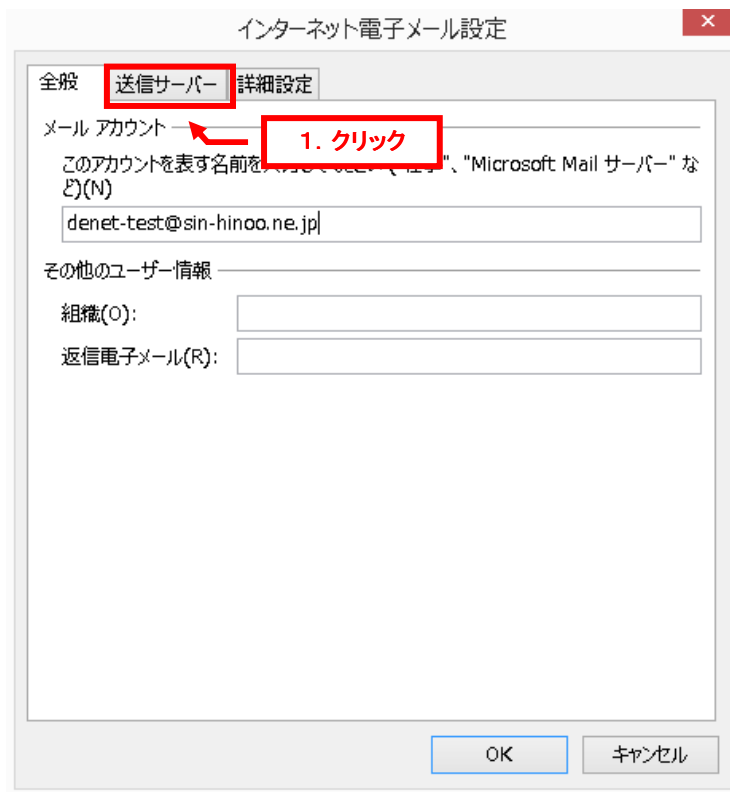 インターネット電子メール設定
×
全般
送信サーバー
詳細設定
メール アカウント
1. クリック
このアカウントを表す名前を、"Microsoft Mail サーバー" な
ど)(N)
denet-test@sin-hinoo.ne.jp
その他のユーザー情報
組織(O):
返信電子メール(R):
OK
キャンセル